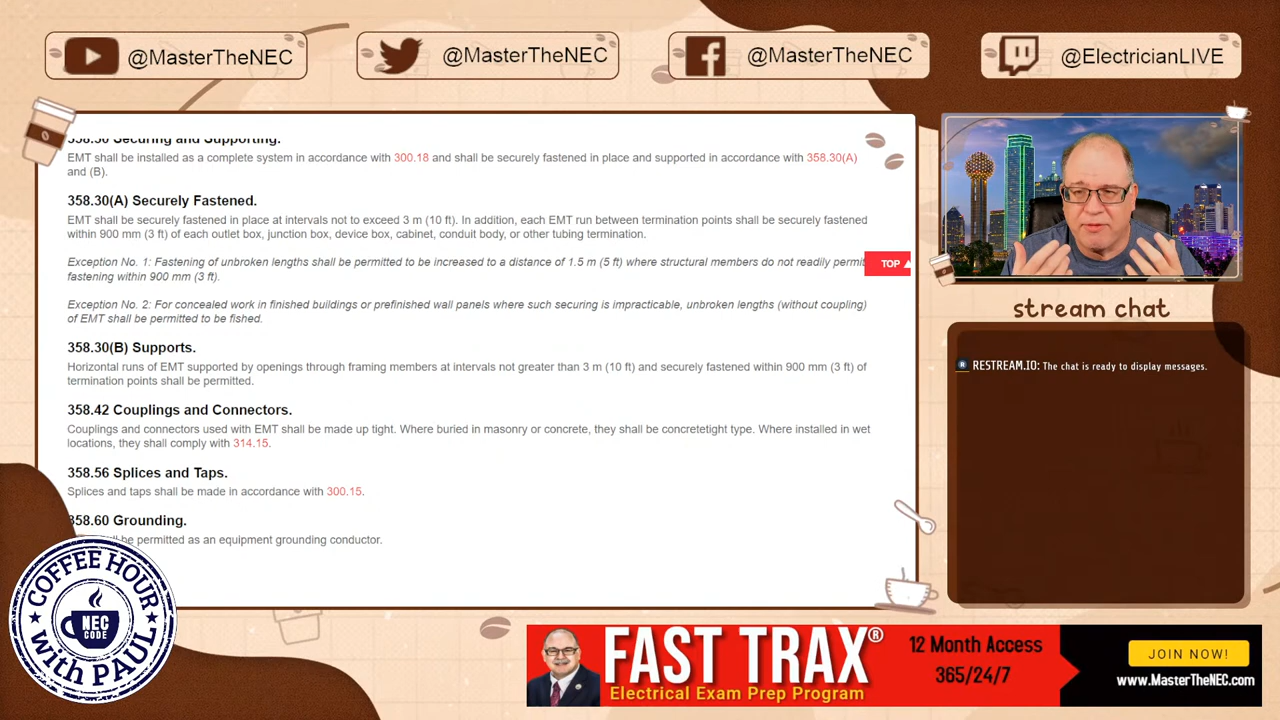 @MasterTheNEC
@MasterTheNEC
@MasterTheNEC
@ElectricianLIVE
358.30 Securing and Supporting.
EMT shall be installed as a complete system in accordance with 300.18 and shall be securely fastened in place and supported in accordance with 358.30(A)
and (B).
358.30(A) Securely Fastened.
EMT shall be securely fastened in place at intervals not to exceed 3 m (10 ft). In addition, each EMT run between termination points shall be securely fastened
within 900 mm (3 ft) of each outlet box, junction box, device box, cabinet, conduit body, or other tubing termination.
Exception No. 1: Fastening of unbroken lengths shall be permitted to be increased to a distance of 1.5 m (5 ft) where structural members do not readily permit
fastening within 900 mm (3 ft).
TOP
Exception No. 2: For concealed work in finished buildings or prefinished wall panels where such securing is impracticable, unbroken lengths (without coupling)
of EMT shall be permitted to be fished.
358.30(B) Supports.
Horizontal runs of EMT supported by openings through framing members at intervals not greater than 3 m (10 ft) and securely fastened within 900 mm (3 ft) of
termination points shall be permitted.
358.42 Couplings and Connectors.
Couplings and connectors used with EMT shall be made up tight. Where buried in masonry or concrete, they shall be concretetight type. Where installed in wet
locations, they shall comply with 314.15.
358.56 Splices and Taps.
Splices and taps shall be made in accordance with 300.15.
358.60 Grounding.
be permitted as an equipment grounding conductor.
stream chat
RESTREAM.IO: The chat is ready to display messages.
COFFEE HOUR
NEC
CODE
with PAUL
FAST TRAX®
Electrical Exam Prep Program
12 Month Access
365/24/7
JOIN NOW!
www.MasterTheNEC.com